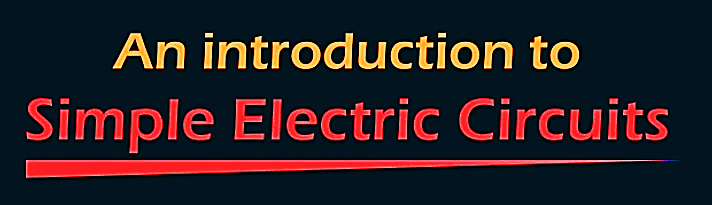 An introduction to
Simple Electric Circuits